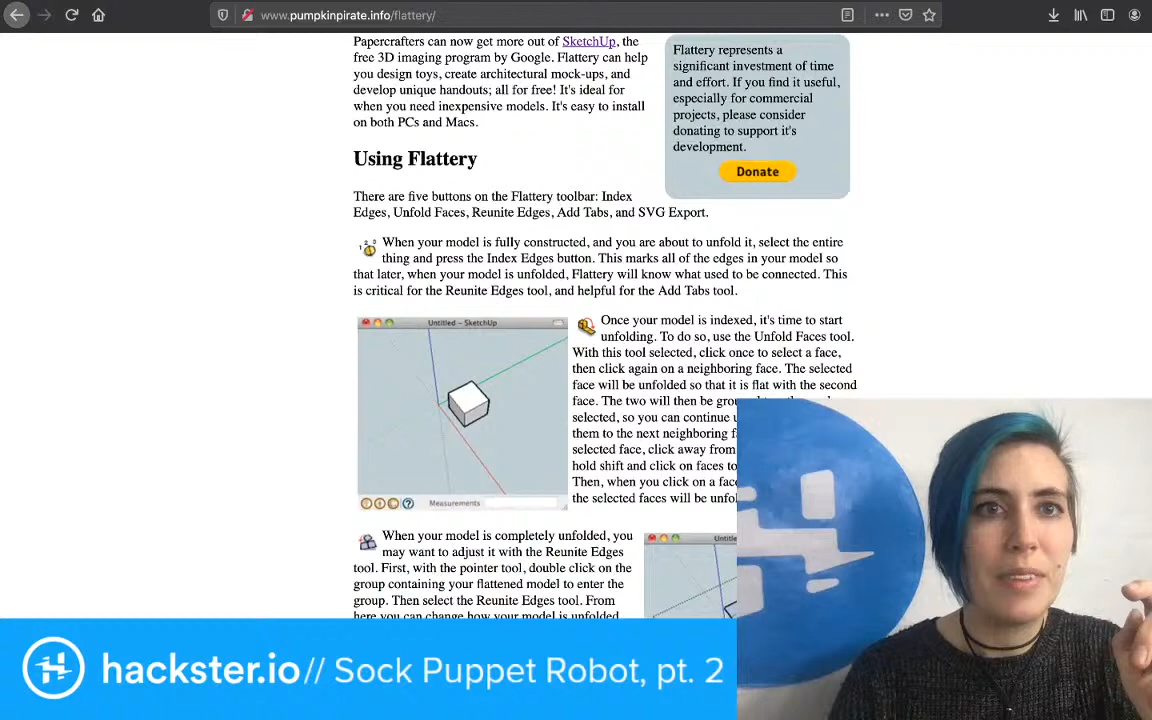 www.pumpkinpirate.info/flattery/
Papercrafters can now get more out of SketchUp, the
free 3D imaging program by Google. Flattery can help
you design toys, create architectural mock-ups, and
develop unique handouts; all for free! It's ideal for
when you need inexpensive models. It's easy to install
on both PCs and Macs.
Flattery represents a
significant investment of time
and effort. If you find it useful,
especially for commercial
projects, please consider
donating to support it's
development.
Donate
Using Flattery
There are five buttons on the Flattery toolbar: Index
Edges, Unfold Faces, Reunite Edges, Add Tabs, and SVG Export.
When your model is fully constructed, and you are about to unfold it, select the entire
thing and press the Index Edges button. This marks all of the edges in your model so
that later, when your model is unfolded, Flattery will know what used to be connected. This
is critical for the Reunite Edges tool, and helpful for the Add Tabs tool.
Untitled – SketchUp
Measurements
Once your model is indexed, it's time to start
unfolding. To do so, use the Unfold Faces tool.
With this tool selected, click once to select a face,
then click again on a neighboring face. The selected
face will be unfolded so that it is flat with the second
face. The two will then be
selected, so you can continue
them to the next neighboring
selected face, click away from
hold shift and click on faces to
Then, when you click on a
the selected faces will be
When your model is completely unfolded, you
may want to adjust it with the Reunite Edges
tool. First, with the pointer tool, double click on the
group containing your flattened model to enter the
group. Then select the Reunite Edges tool. From
here you can change how your model is unfolded
hackster.io // Sock Puppet Robot, pt. 2